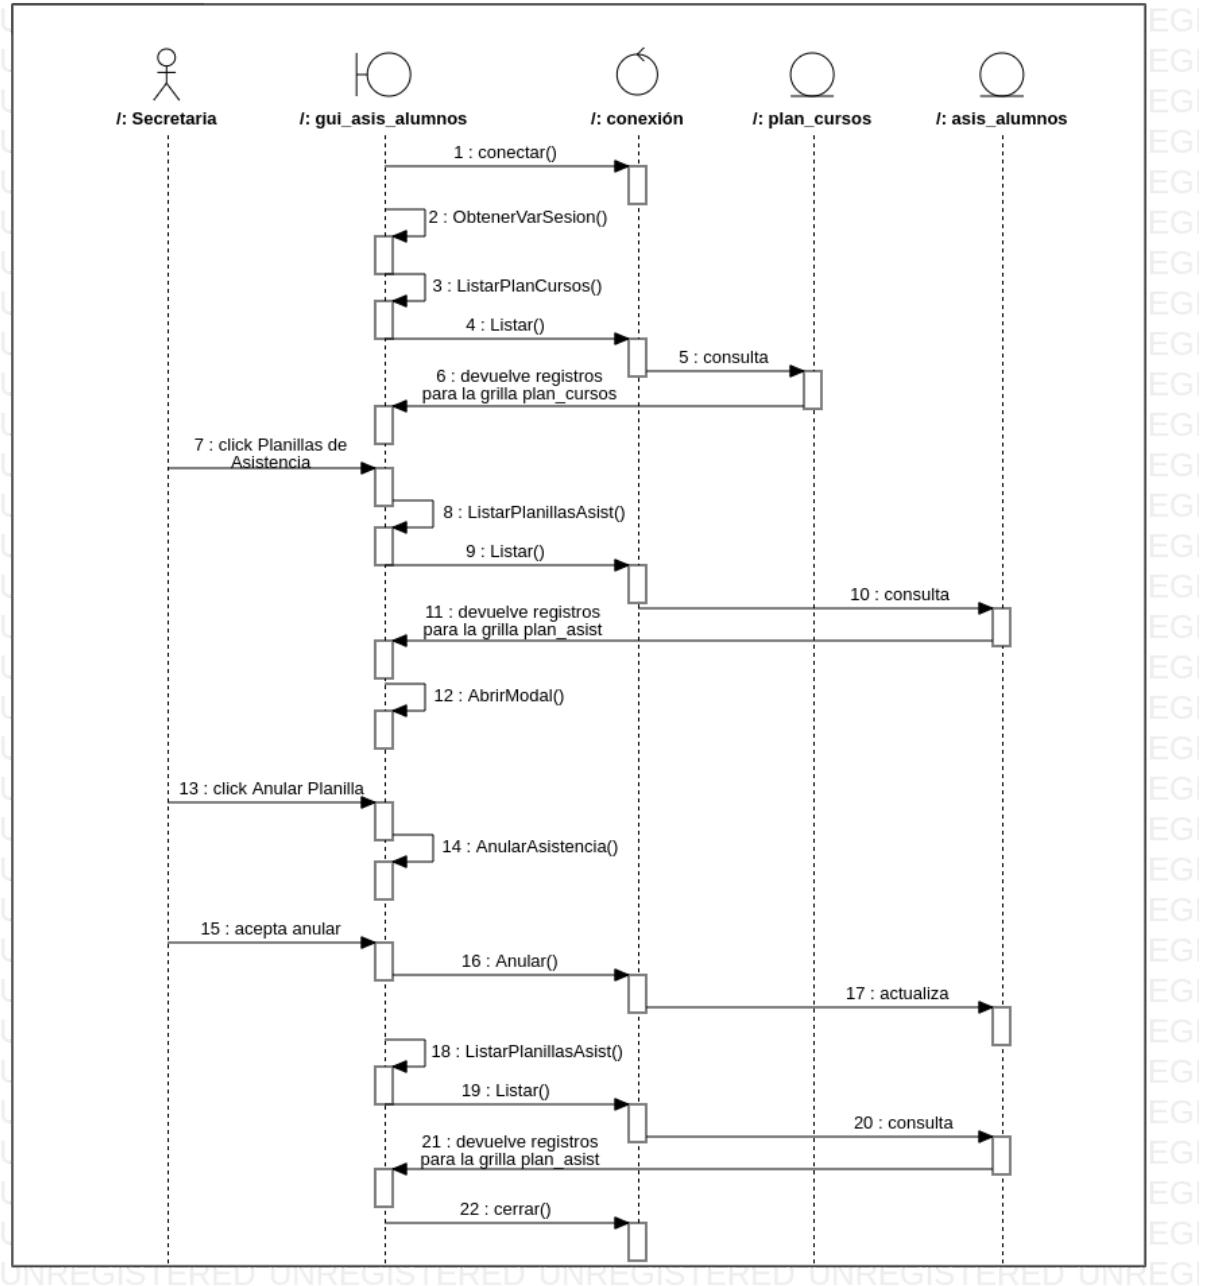 /: Secretaria
/: gui_asis_alumnos
/: conexión
/: plan_cursos
/: asis_alumnos
1 : conectar()
2 : ObtenerVarSesion()
3 : ListarPlanCursos()
4 : Listar()
5 : consulta
6 : devuelve registros
para la grilla plan_cursos
7 : click Planillas de
Asistencia
8 : ListarPlanillasAsist()
9 : Listar()
10 : consulta
11 : devuelve registros
para la grilla plan_asist
12 : AbrirModal()
13 : click Anular Planilla
14 : AnularAsistencia()
15 : acepta anular
16 : Anular()
17 : actualiza
18 : ListarPlanillasAsist()
19 : Listar()
20 : consulta
21 : devuelve registros
para la grilla plan_asist
22 : cerrar()
UNREGISTERED UNREGISTERED UNREGISTERED UNREGISTERED